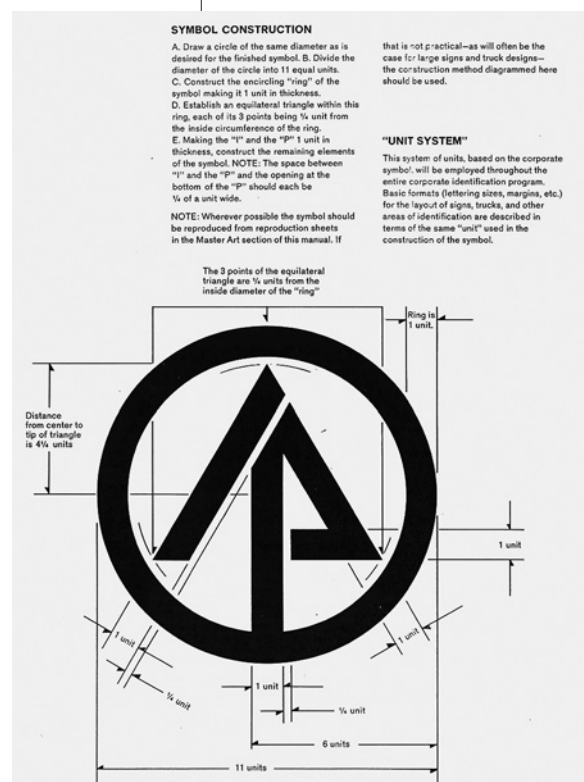 SYMBOL CONSTRUCTION
A. Draw a circle of the same diameter as is
desired for the finished symbol. B. Divide the
diameter of the circle into 11 equal units.
C. Construct the encircling "ring" of the
symbol making it 1 unit in thickness.
D. Establish an equilateral triangle within this
ring, each of its 3 points being ¼ unit from
the inside circumference of the ring.
E. Making the "I" and the "P" 1 unit in
thickness, construct the remaining elements
of the symbol. NOTE: The space between
"I" and the "P" and the opening at the
bottom of the "P" should each be
¼ of a unit wide.
NOTE: Wherever possible the symbol should
be reproduced from reproduction sheets
in the Master Art section of this manual. If
that is not practical—as will often be the
case for large signs and truck designs—
the construction method diagrammed here
should be used.
"UNIT SYSTEM"
This system of units, based on the corporate
symbol, will be employed throughout the
entire corporate identification program.
Basic formats (lettering sizes, margins, etc.)
for the layout of signs, trucks, and other
areas of identification are described in
terms of the same "unit" used in the
construction of the symbol.
The 3 points of the equilateral
triangle are ¼ units from the
inside diameter of the "ring"
Ring is
1 unit.
Distance
from center to
tip of triangle
is 4¼ units
1 unit
1 unit
¼ unit
1 unit
¼ unit
1 unit
6 units
11 units